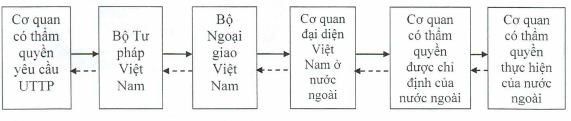 Cơ quan
có thẩm
quyền
yêu cầu
UTTP
Bộ Tư
pháp
Việt
Nam
Bộ
Ngoại
giao
Việt
Nam
Cơ quan
đại diện
Việt
Nam ở
nước
ngoài
Cơ quan
có thẩm
quyền
được chỉ
định của
nước ngoài
Cơ quan
có thẩm
quyền
thực hiện
của nước
ngoài